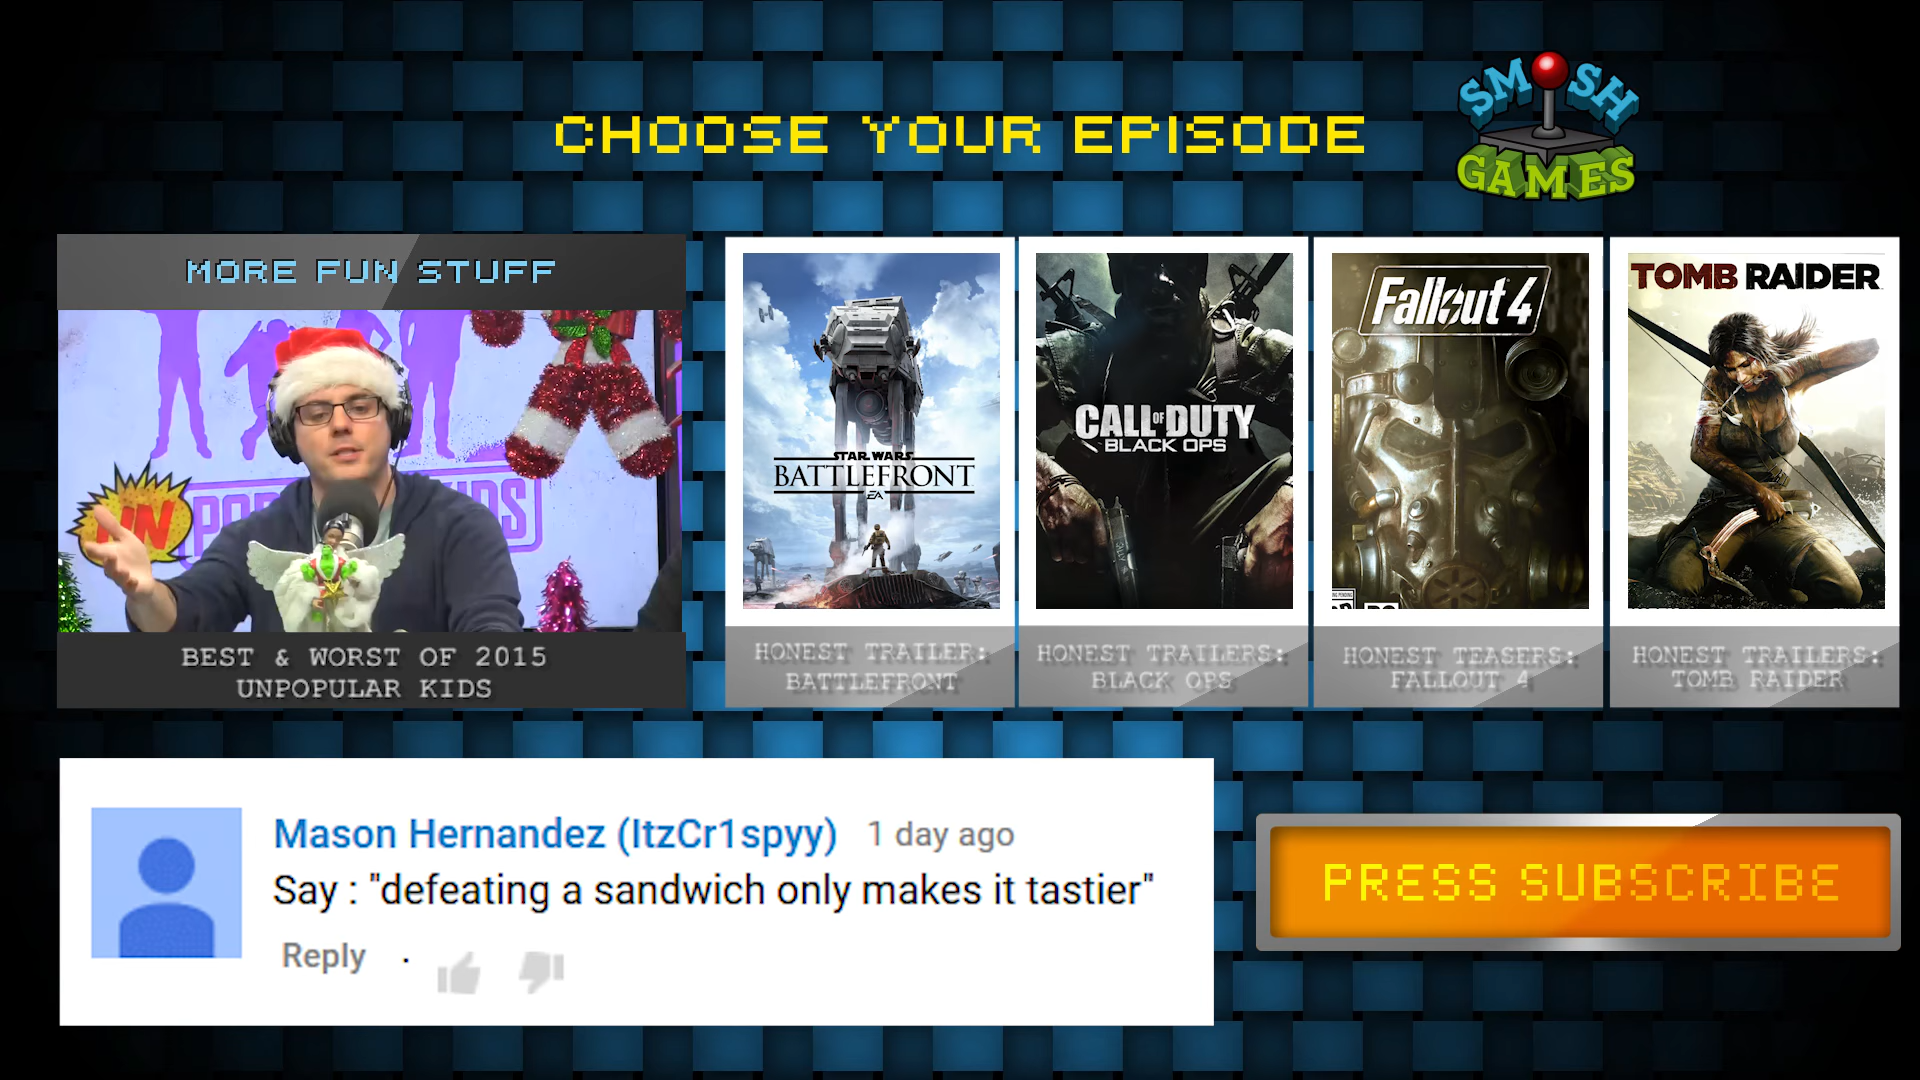 CHOOSE YOUR EPISODE
SMOSH
GAMES
MORE FUN STUFF
UN
BEST & WORST OF 2015
UNPOPULAR KIDS
STAR WARS
BATTLEFRONT
EA
HONEST TRAILER:
BATTLEFRONT
CALL OF DUTY
BLACK OPS
HONEST TRAILERS:
BLACK OPS
Fallout 4
HONEST TEASERS:
FALLOUT 4
TOMB RAIDER
HONEST TRAILERS:
TOMB RAIDER
Mason Hernandez (ItzCr1spyy) 1 day ago
Say : "defeating a sandwich only makes it tastier"
Reply .
PRESS SUBSCRIBE